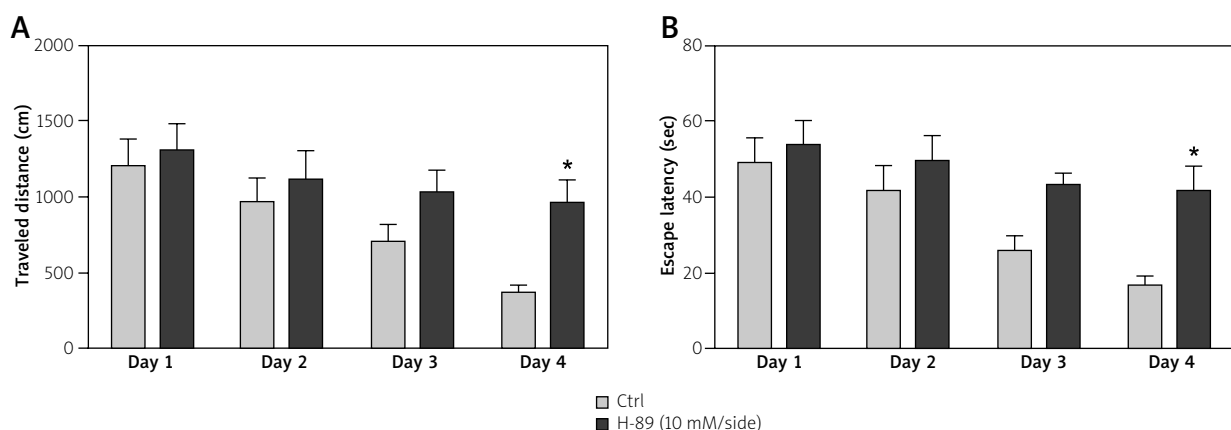 A
Traveled distance (cm)
2000
1500
1000
500
0
*
Day 1 Day 2 Day 3 Day 4
B
Escape latency (sec)
80
60
40
20
0
*
Day 1 Day 2 Day 3 Day 4
Ctrl
H-89 (10 mM/side)